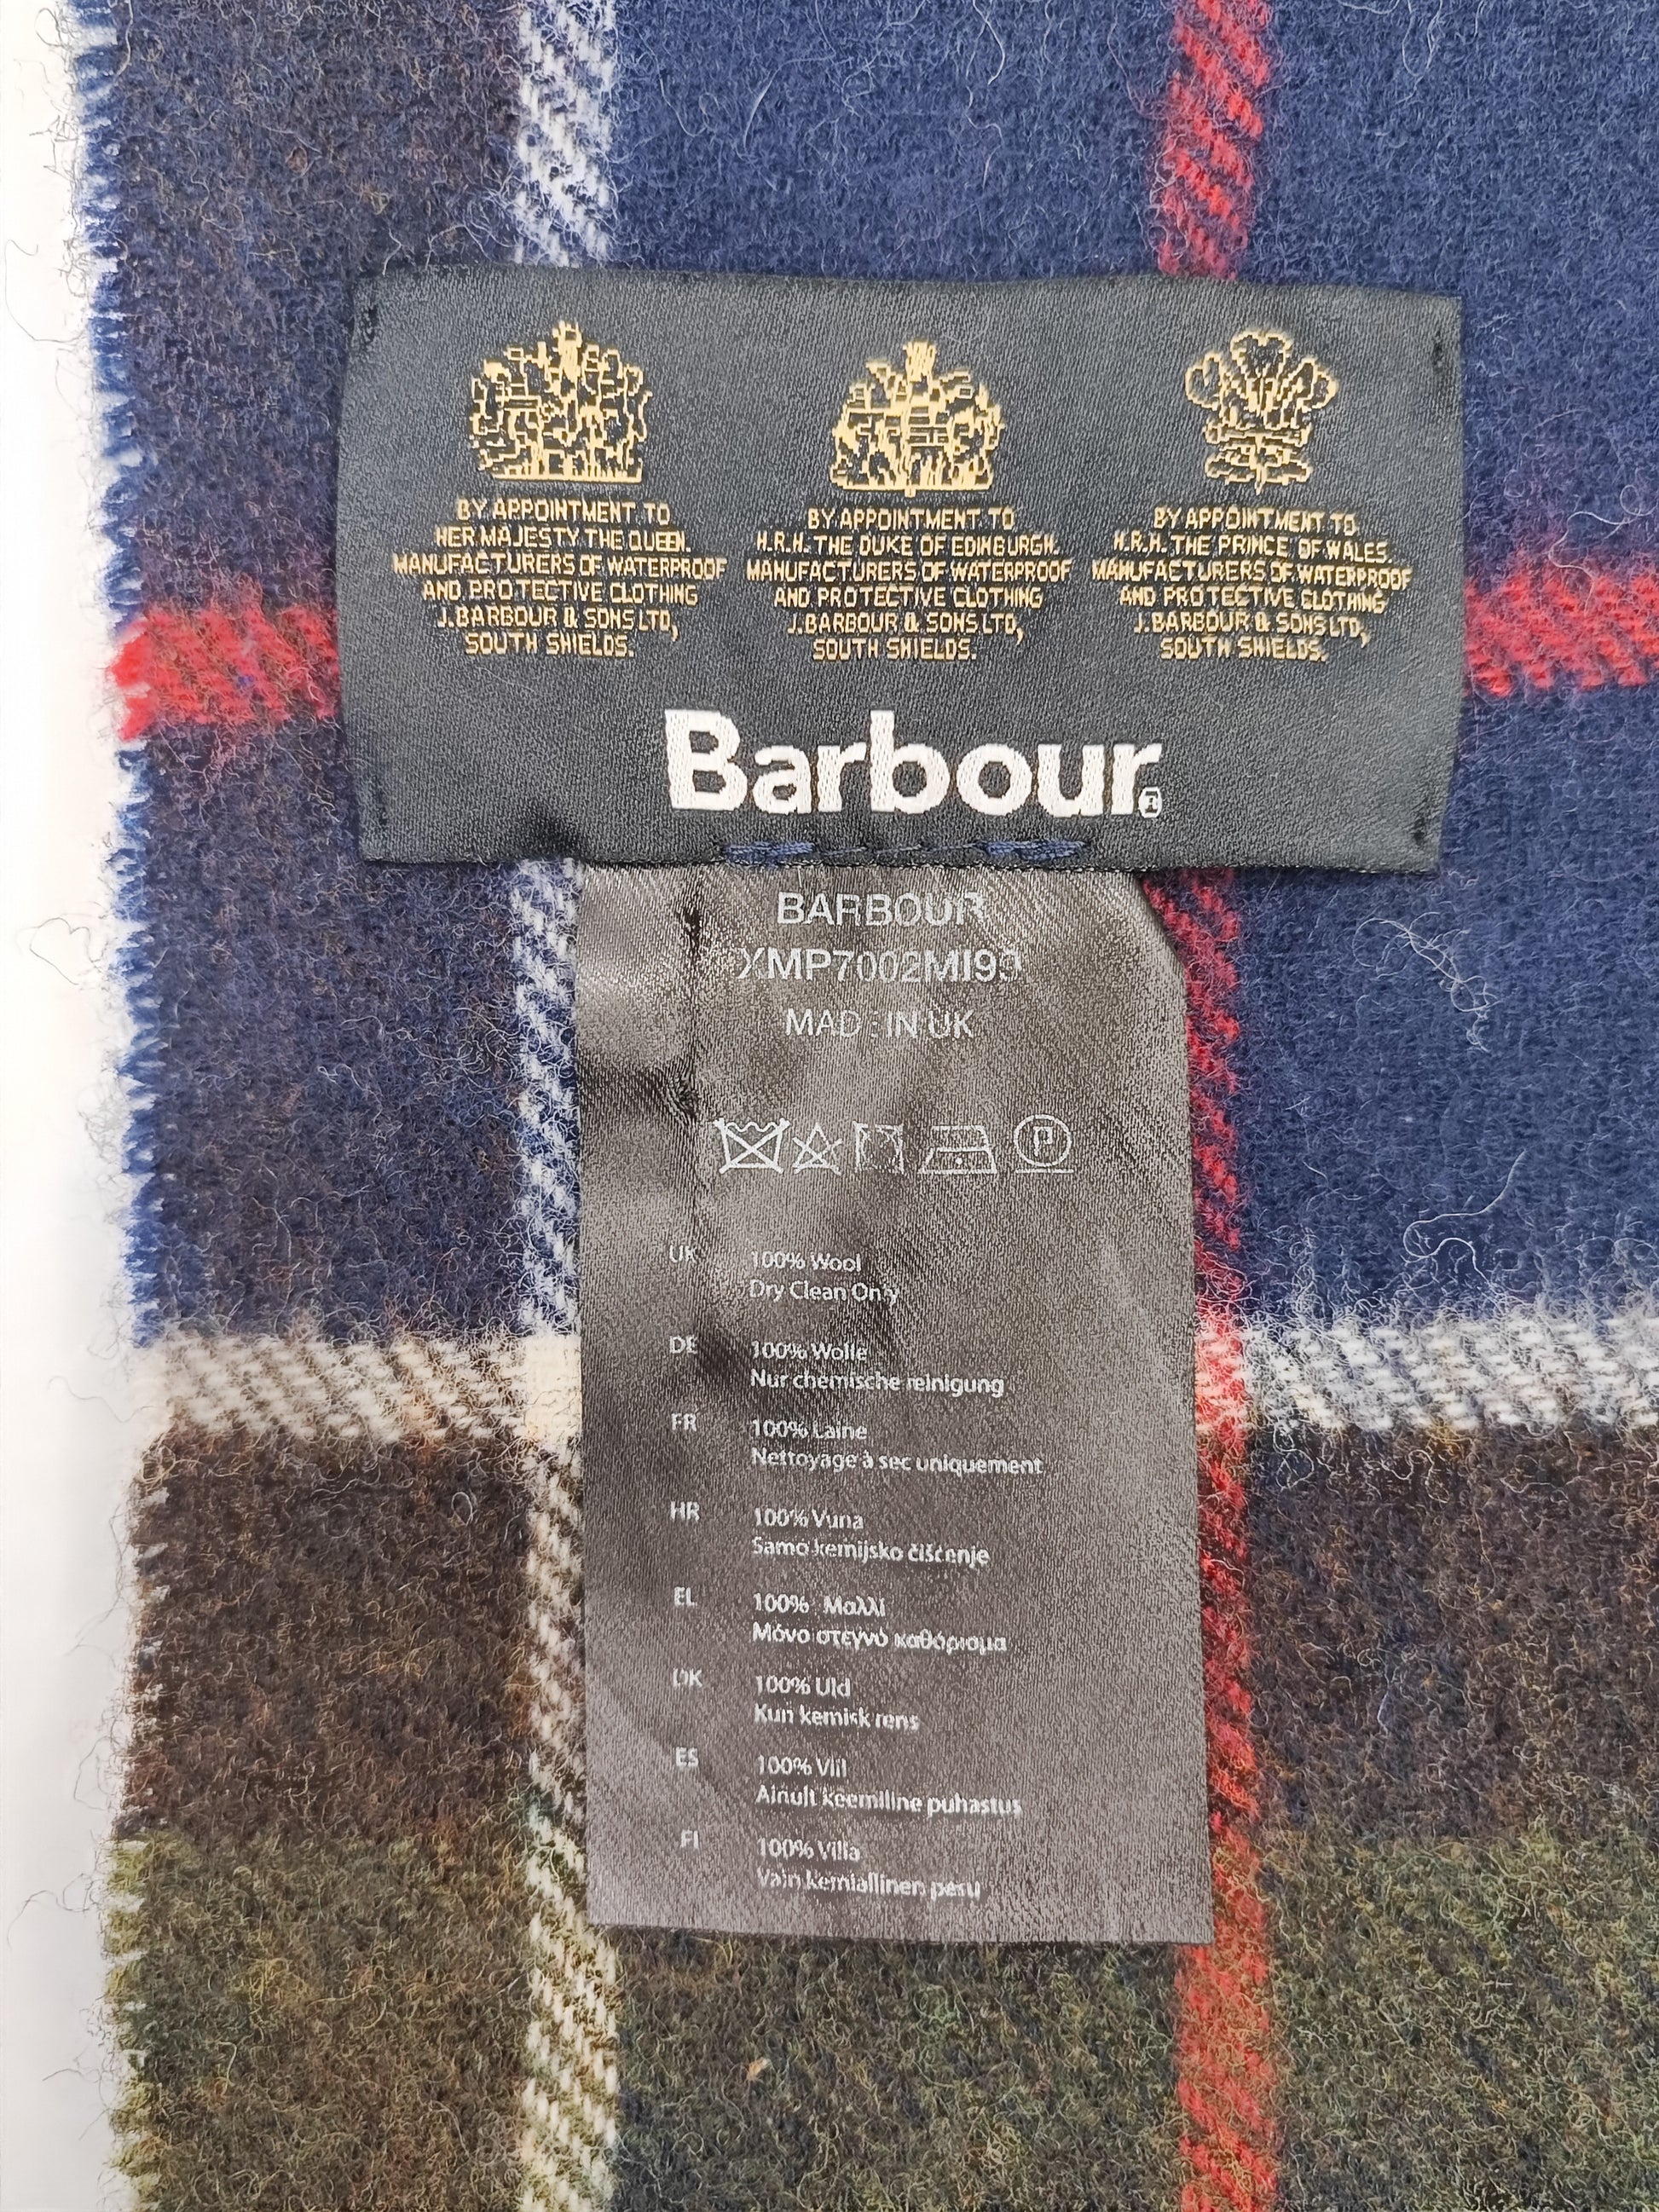 BY APPOINTMENT TO
HER MAJESTY THE QUEEN.
MANUFACTURERS OF WATERPROOF
AND PROTECTIVE CLOTHING
J.BARBOUR & SONS LTD,
SOUTH SHIELDS.
BY APPOINTMENT TO
H.R.H. THE DUKE OF EDINBURGH.
MANUFACTURERS OF WATERPROOF
AND PROTECTIVE CLOTHING
J.BARBOUR & SONS LTD,
SOUTH SHIELDS.
BY APPOINTMENT TO
H.R.H. THE PRINCE OF WALES.
MANUFACTURERS OF WATERPROOF
AND PROTECTIVE CLOTHING
J.BARBOUR & SONS LTD,
SOUTH SHIELDS.
Barbour®
BARBOUR
MADE IN UK
P
UK 100% Wool
Dry Clean Only
DE 100% Wolle
Nur chemische reinigung
FR 100% Laine
Nettoyage à sec uniquement
HR 100% Vuna
Samo kemijsko čišćenje
EL 100% Μαλλί
Μόνο στεγνό καθάρισμα
DK 100% Uld
Kun kemisk rens
ES 100% Vill
Ainult keemiline puhastus
FI 100% Villa
Vain kemiallinen pesu